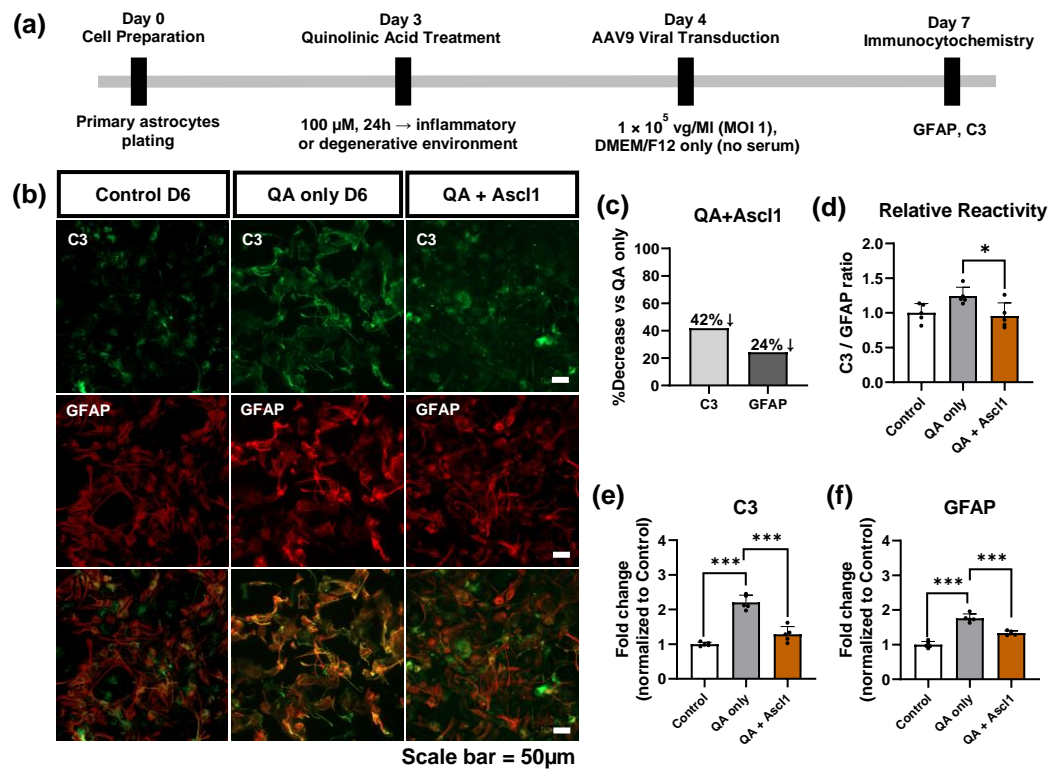 (a)
Day 0
Cell Preparation
Primary astrocytes
plating
Day 3
Quinolinic Acid Treatment
100 µM, 24h → inflammatory
or degenerative environment
Day 4
AAV9 Viral Transduction
1 × 10⁵ vg/Ml (MOI 1),
DMEM/F12 only (no serum)
Day 7
Immunocytochemistry
GFAP, C3
(b)
Control D6
QA only D6
QA + Ascl1
C3
C3
C3
GFAP
GFAP
GFAP
Scale bar = 50µm
(c)
QA+Ascl1
%Decrease vs QA only
100
80
60
40
20
0
42%↓
24%↓
C3
GFAP
(d)
Relative Reactivity
C3 / GFAP ratio
2.0
1.5
1.0
0.5
0.0
*
Control
QA only
QA + Ascl1
(e)
C3
Fold change
(normalized to Control)
4
3
2
1
0
***
***
Control
QA only
QA + Ascl1
(f)
GFAP
Fold change
(normalized to Control)
4
3
2
1
0
***
***
Control
QA only
QA + Ascl1